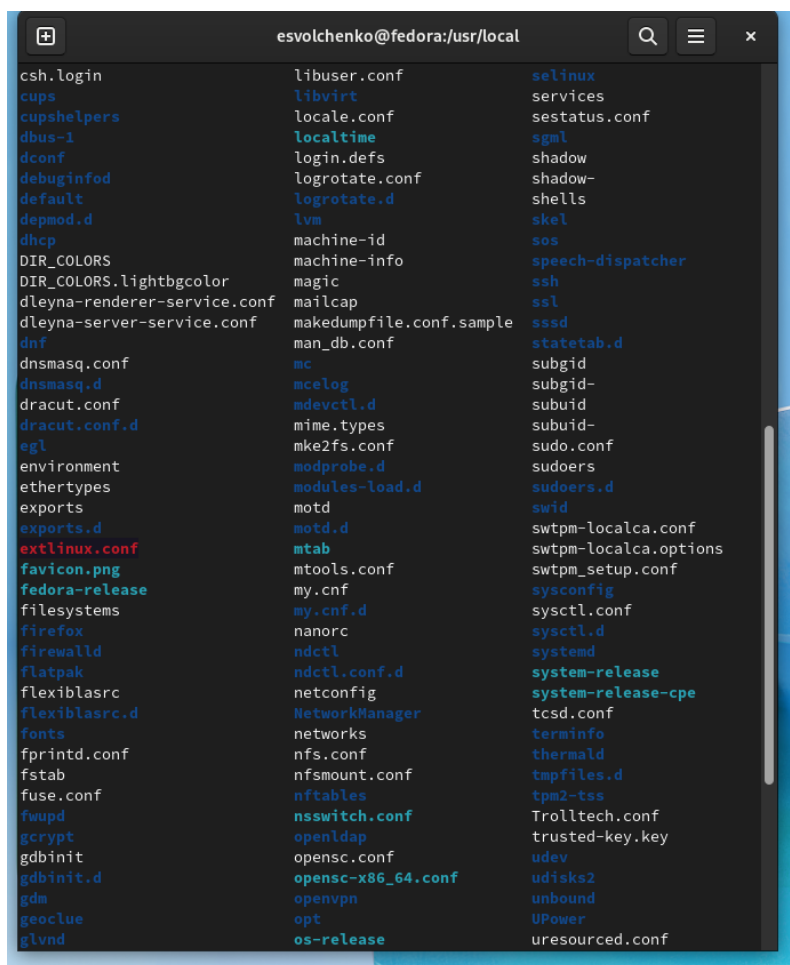 esvolchenko@fedora:/usr/local
csh.login libuser.conf selinux
cups libvirt services
cupshelpers locale.conf sestatus.conf
dbus-1 localtime sgml
dconf login.defs shadow
debuginfod logrotate.conf shadow-
default logrotate.d shells
depmod.d lvm skel
dhcp machine-id sos
DIR_COLORS machine-info speech-dispatcher
DIR_COLORS.lightbgcolor magic ssh
dleyna-renderer-service.conf mailcap ssl
dleyna-server-service.conf makedumpfile.conf.sample sssd
dnf man_db.conf statetab.d
dnsmasq.conf mc subgid
dnsmasq.d mcelog subgid-
dracut.conf mdevctl.d subuid
dracut.conf.d mime.types subuid-
egl mke2fs.conf sudo.conf
environment modprobe.d sudoers
ethertypes modules-load.d sudoers.d
exports motd swid
exports.d motd.d swtpm-localca.conf
extlinux.conf mtab swtpm-localca.options
favicon.png mtools.conf swtpm_setup.conf
fedora-release my.cnf sysconfig
filesystems my.cnf.d sysctl.conf
firefox nanorc sysctl.d
firewalld ndctl systemd
flatpak ndctl.conf.d system-release
flexiblasrc netconfig system-release-cpe
flexiblasrc.d NetworkManager tcsd.conf
fonts networks terminfo
fprintd.conf nfs.conf thermald
fstab nfsmount.conf tmpfiles.d
fuse.conf nftables tpm2-tss
fwupd nsswitch.conf Trolltech.conf
gcrypt openldap trusted-key.key
gdbinit opensc.conf udev
gdbinit.d opensc-x86_64.conf udisks2
gdm openvpn unbound
geoclue opt UPower
glvnd os-release uresourced.conf